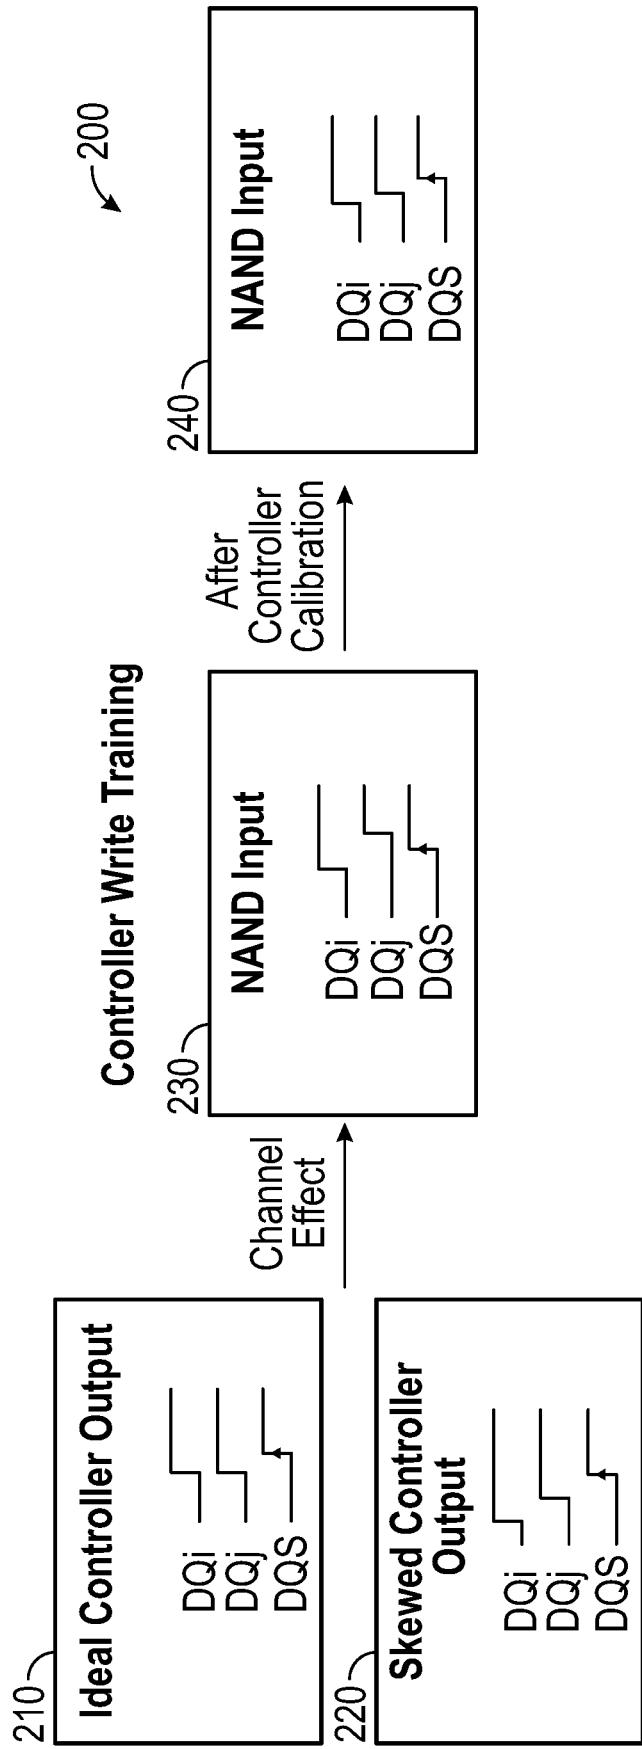 200
Controller Write Training
210
Ideal Controller Output
DQi
DQj
DQS
220
Skewed Controller
Output
DQi
DQj
DQS
Channel
Effect
230
NAND Input
DQi
DQj
DQS
After
Controller
Calibration
240
NAND Input
DQi
DQj
DQS